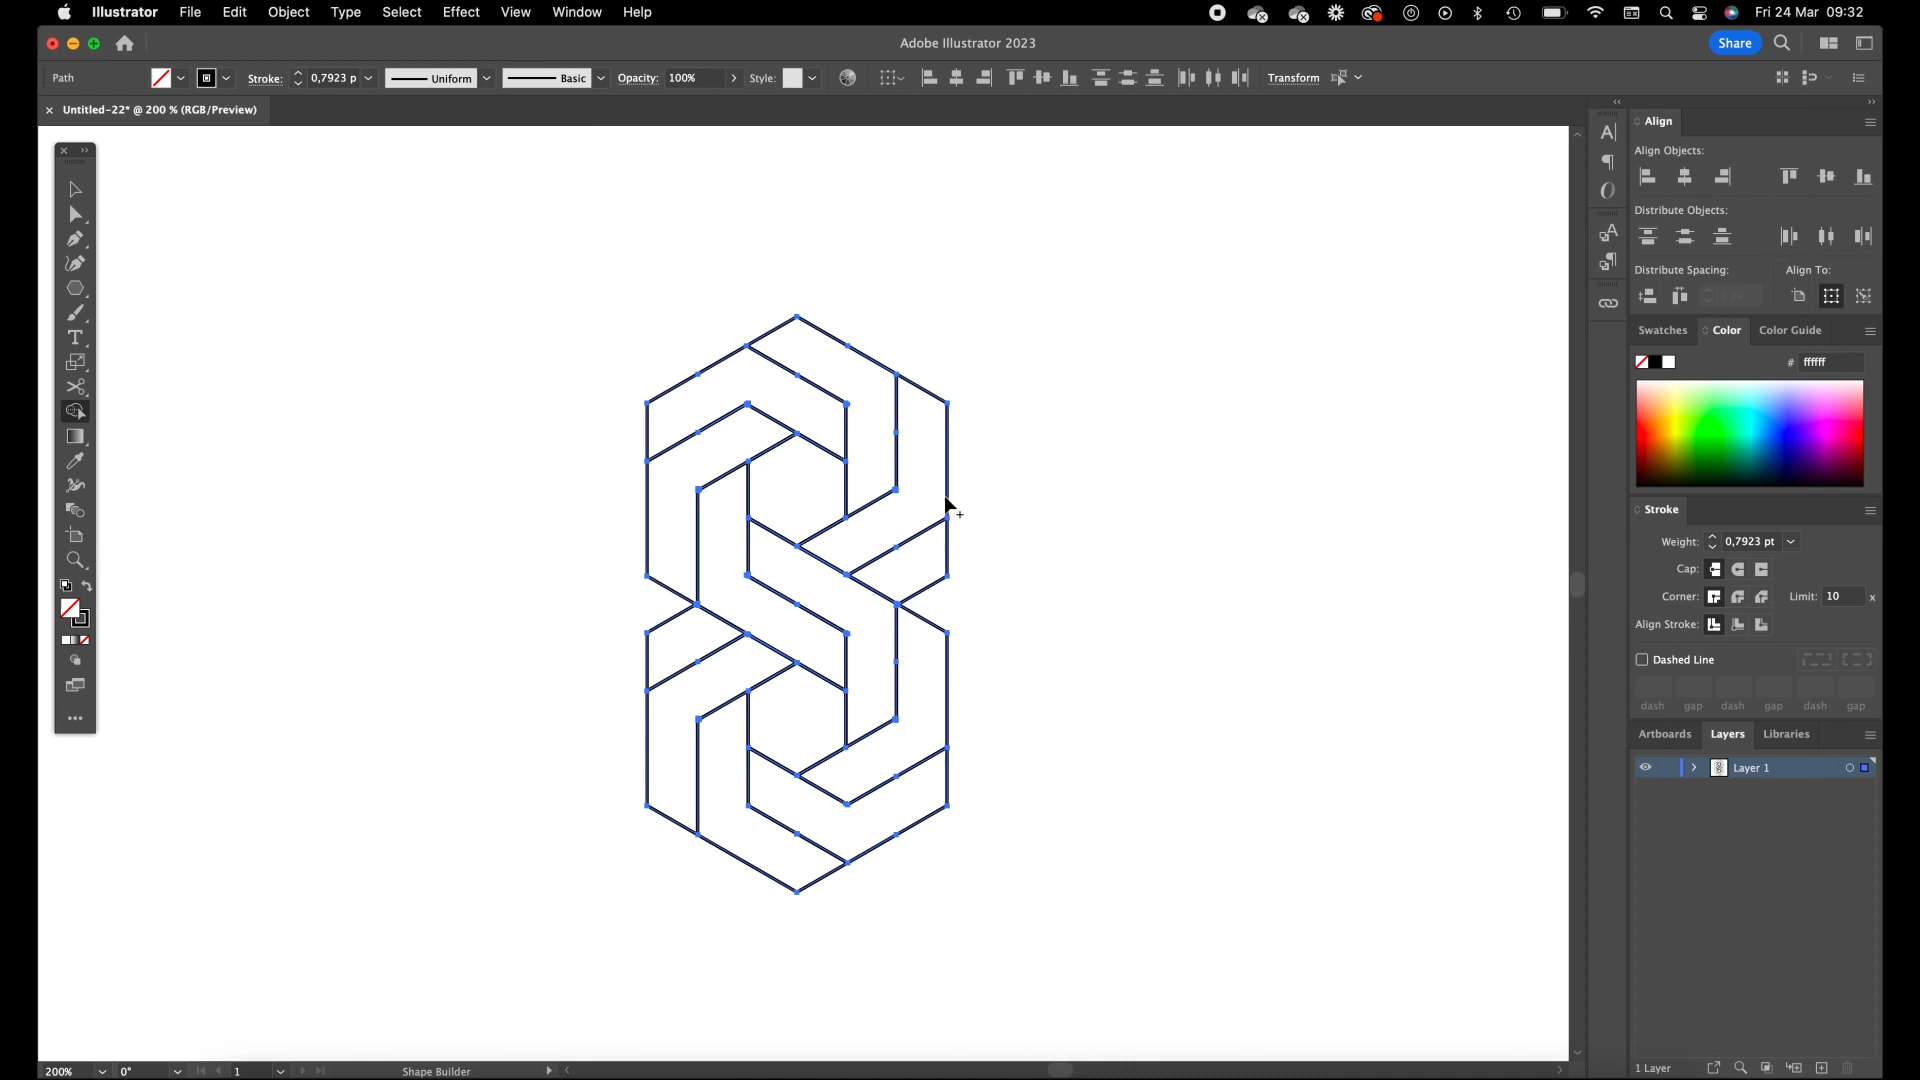 Illustrator File Edit Object Type Select Effect View Window Help Fri 24 Mar 09:32
Adobe Illustrator 2023 Share
Path Stroke: 0,7923 p Uniform Basic Opacity: 100% Style: Transform
Untitled-22* @ 200 % (RGB/Preview)
Align
Align Objects:
Distribute Objects:
Distribute Spacing: Align To:
Swatches Color Color Guide
# ffffff
Stroke
Weight: 0,7923 pt
Cap:
Corner: Limit: 10 x
Align Stroke:
Dashed Line
dash gap dash gap dash gap
Artboards Layers Libraries
Layer 1
1 Layer
200% 0° 1 Shape Builder